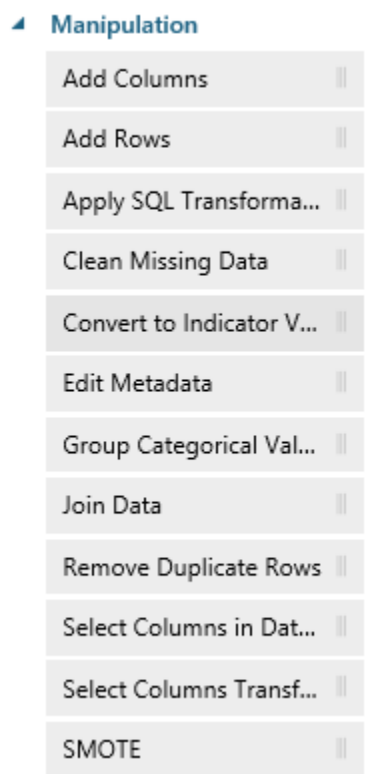 Manipulation
Add Columns
Add Rows
Apply SQL Transforma...
Clean Missing Data
Convert to Indicator V...
Edit Metadata
Group Categorical Val...
Join Data
Remove Duplicate Rows
Select Columns in Dat...
Select Columns Transf...
SMOTE